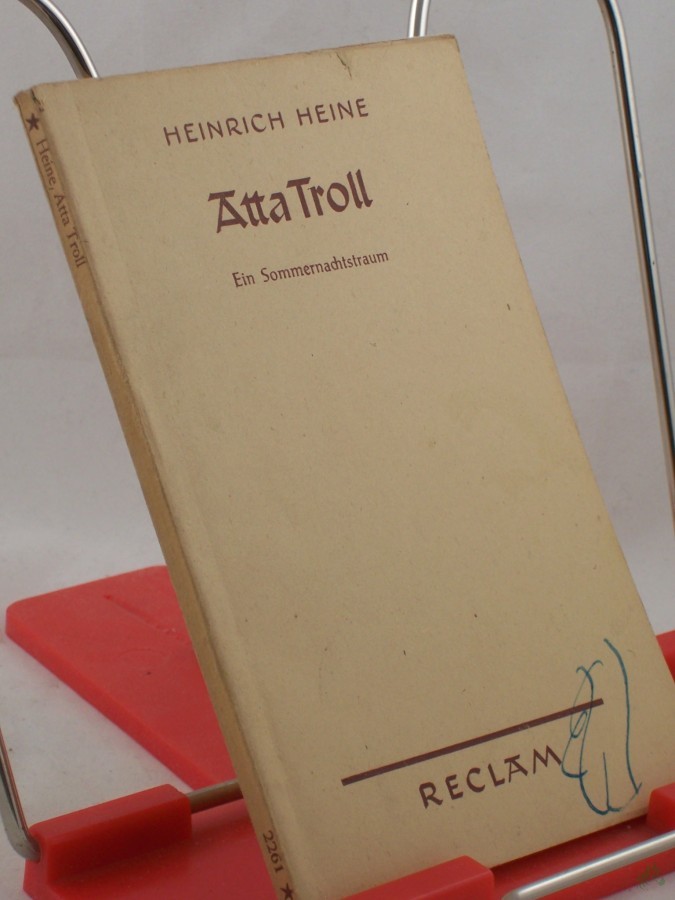 HEINRICH HEINE
Atta Troll
Ein Sommernachtstraum
RECLAM
★ Heine, Atta Troll
2261 ★